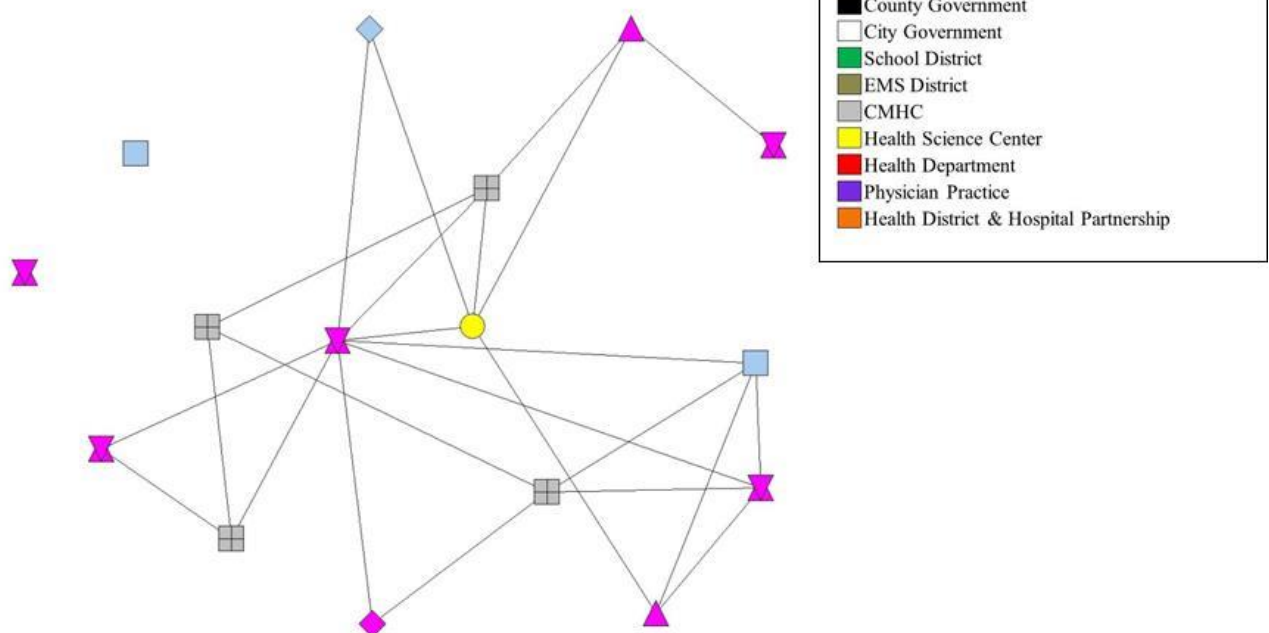 County Government
City Government
School District
EMS District
CMHC
Health Science Center
Health Department
Physician Practice
Health District & Hospital Partnership